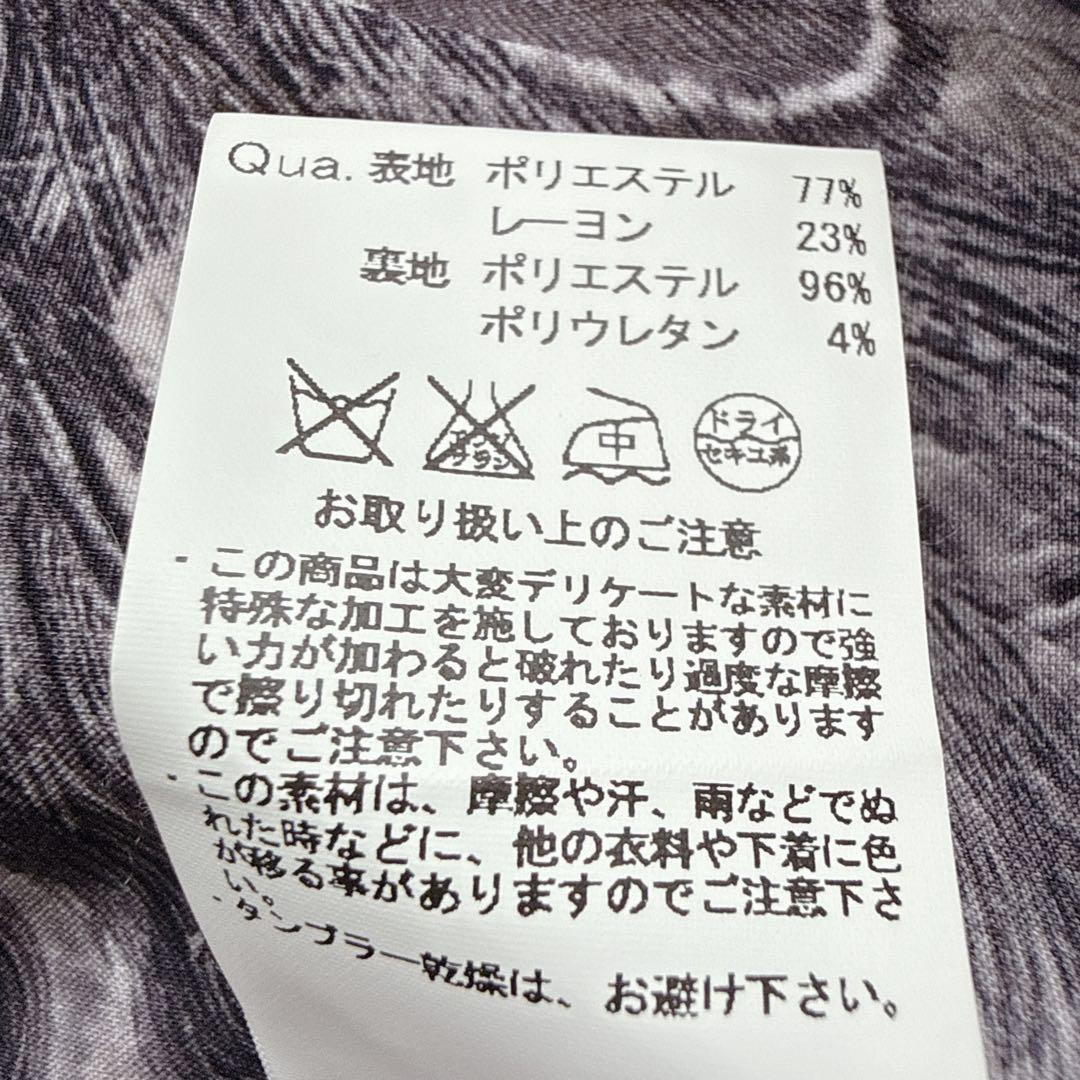 Qua. 表地 ポリエステル 77%
レーヨン 23%
裏地 ポリエステル 96%
ポリウレタン 4%
エンソ
サラシ
中
ドライ
セキユ系
お取り扱い上のご注意
・この商品は大変デリケートな素材に
特殊な加工を施しておりますので強
い力が加わると破れたり過度な摩擦
で擦り切れたりすることがあります
のでご注意下さい。
・この素材は、摩擦や汗、雨などでぬ
れた時などに、他の衣料や下着に色
が移る事がありますのでご注意下さ
い。
・タンブラー乾燥は、お避け下さい。